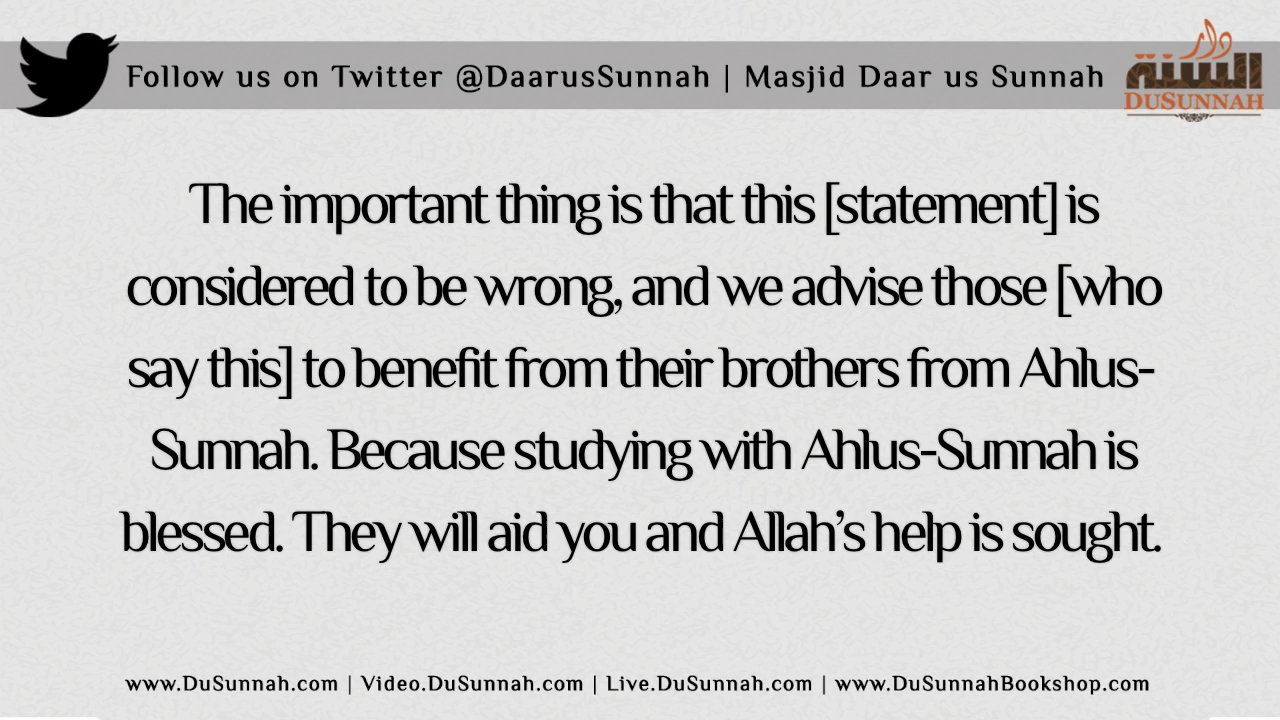 Follow us on Twitter @DaarusSunnah | Masjid Daar us Sunnah
دار
السنة
DUSUNNAH
The important thing is that this [statement] is
considered to be wrong, and we advise those [who
say this] to benefit from their brothers from Ahlus-
Sunnah. Because studying with Ahlus-Sunnah is
blessed. They will aid you and Allah’s help is sought.
www.DuSunnah.com | Video.DuSunnah.com | Live.DuSunnah.com | www.DuSunnahBookshop.com